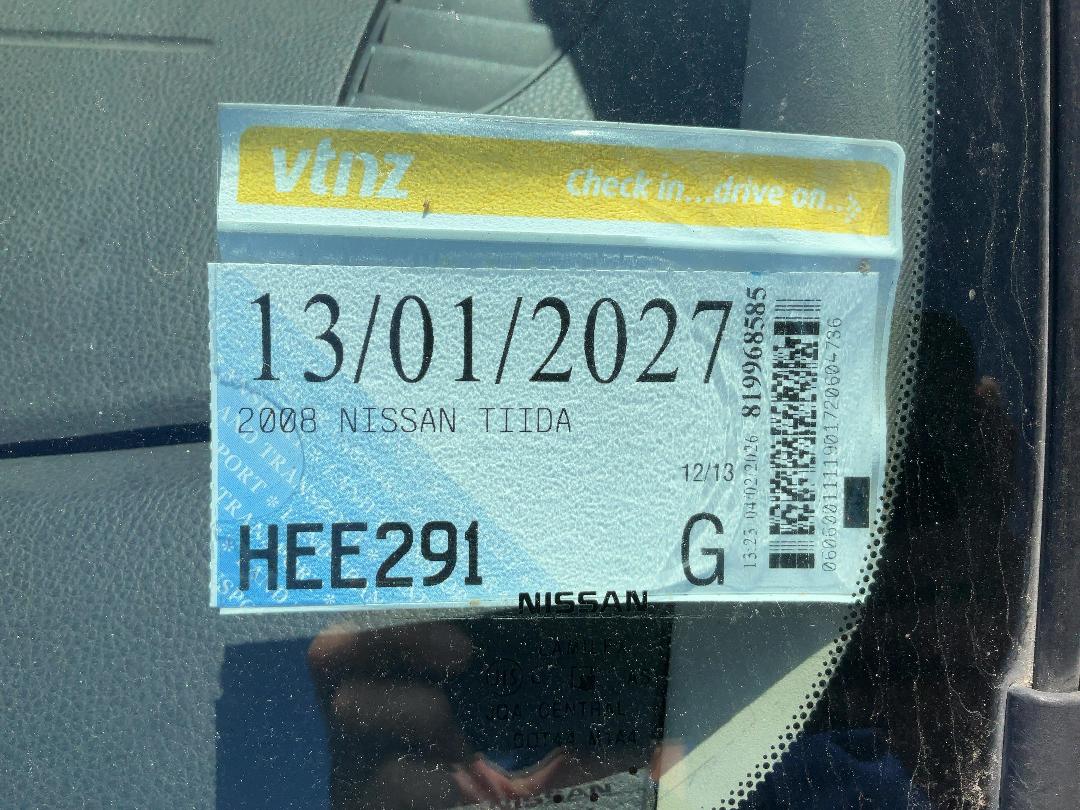 vtnz
Check in...drive on...
13/01/2027
2008 NISSAN TIIDA
12/13
HEE291
G
13:23 04/02/2026 819968585
NISSAN